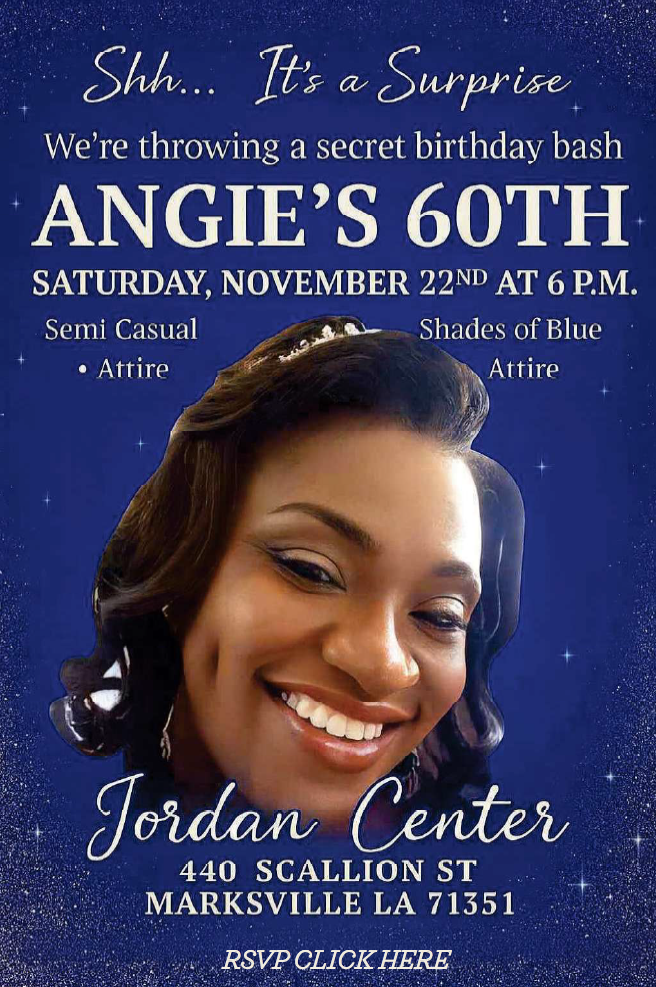 Shh... It's a Surprise
We're throwing a secret birthday bash
ANGIE'S 60TH
SATURDAY, NOVEMBER 22ND AT 6 P.M.
Semi Casual
• Attire
Shades of Blue
Attire
Jordan Center
440 SCALLION ST
MARKSVILLE LA 71351
RSVP CLICK HERE